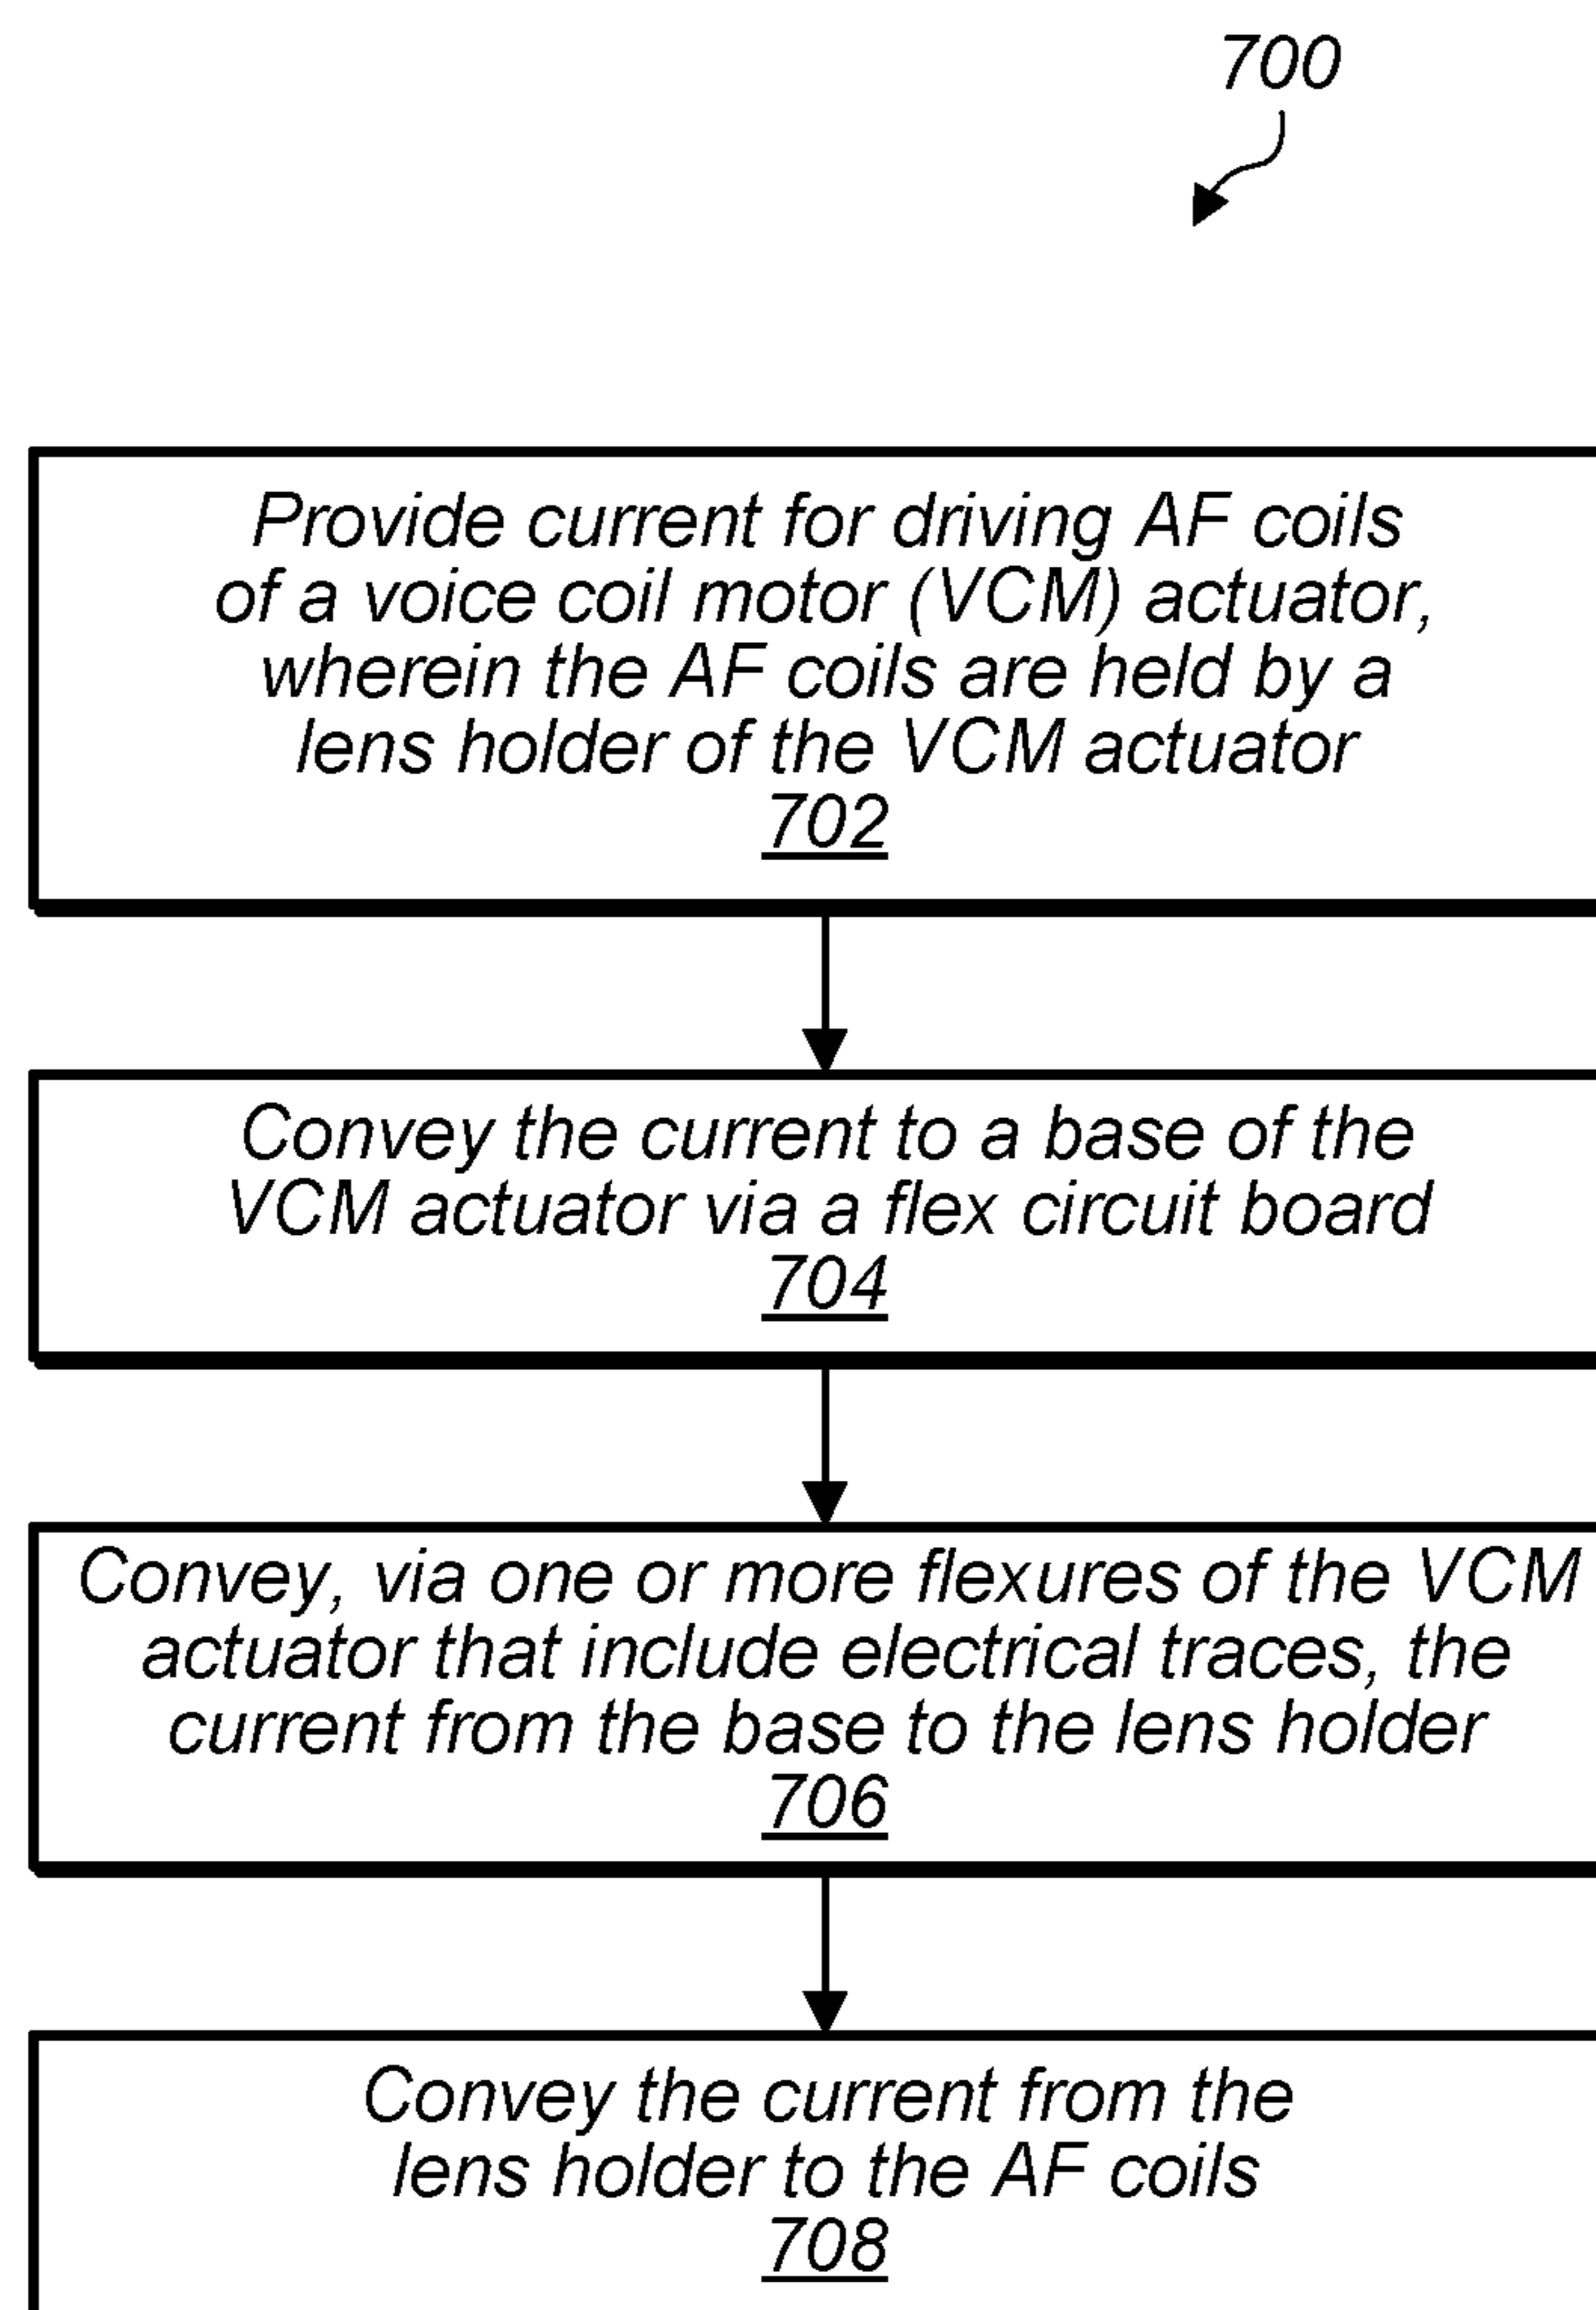 700
Provide current for driving AF coils
of a voice coil motor (VCM) actuator,
wherein the AF coils are held by a
lens holder of the VCM actuator
702
Convey the current to a base of the
VCM actuator via a flex circuit board
704
Convey, via one or more flexures of the VCM
actuator that include electrical traces, the
current from the base to the lens holder
706
Convey the current from the
lens holder to the AF coils
708